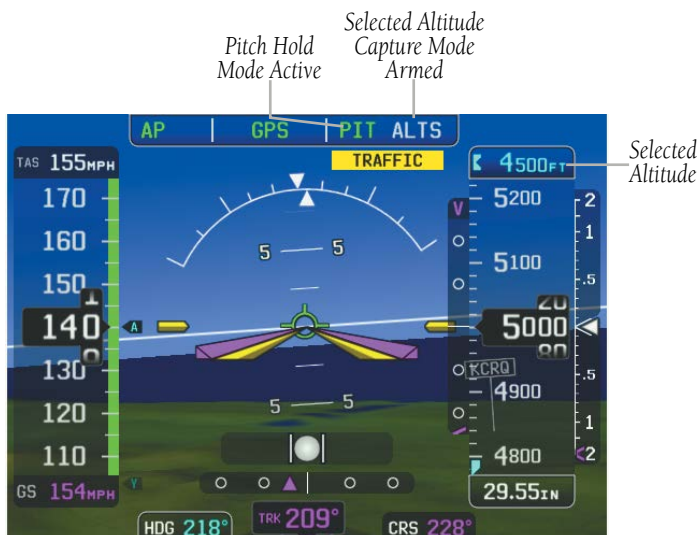 Selected Altitude
Capture Mode
Armed
Pitch Hold
Mode Active
AP GPS PIT ALTS
Selected
Altitude
TAS 155MPH
TRAFFIC
4500FT
170
160
150
140
130
120
110
GS 154MPH
5 5
5 5
A
Y
V
5200
5100
5000
20
80
4900
4800
KCRQ
2
1
.5
.5
1
2
29.55IN
HDG 218°
TRK 209°
CRS 228°